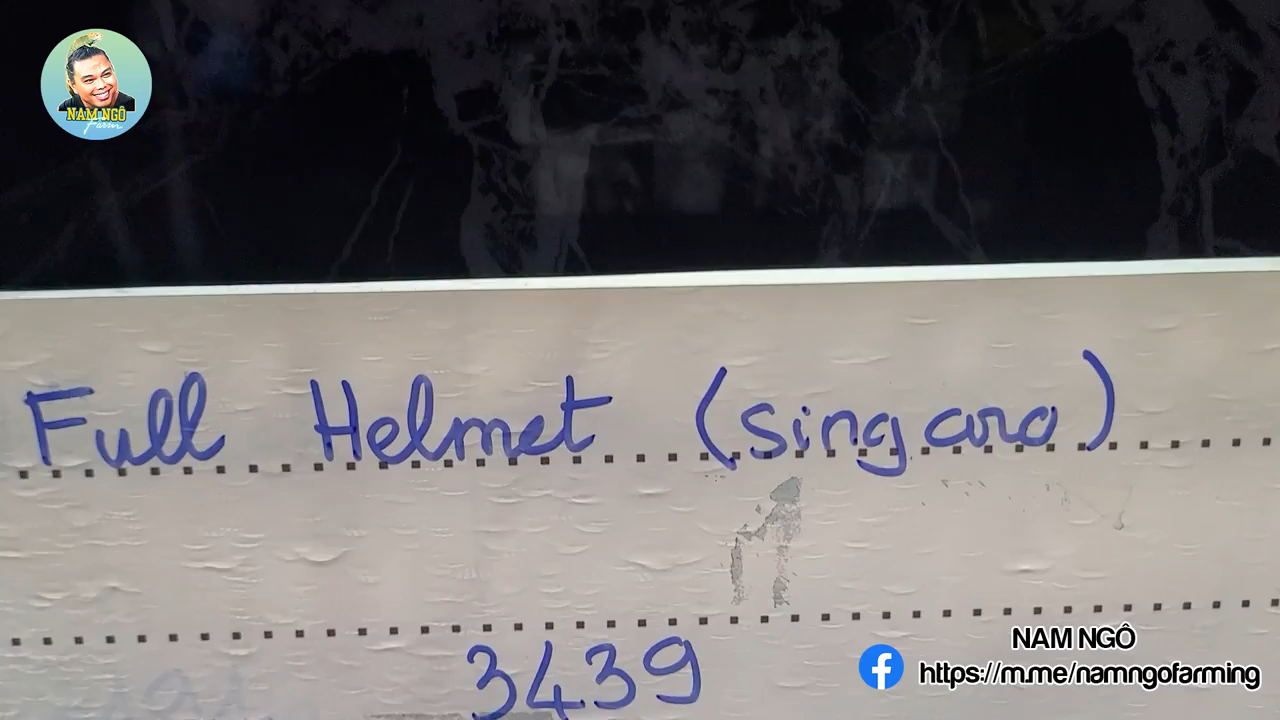 NAM NGÔ
Farm
Full Helmet (singaro)
3439
NAM NGÔ
https://m.me/namngofarming